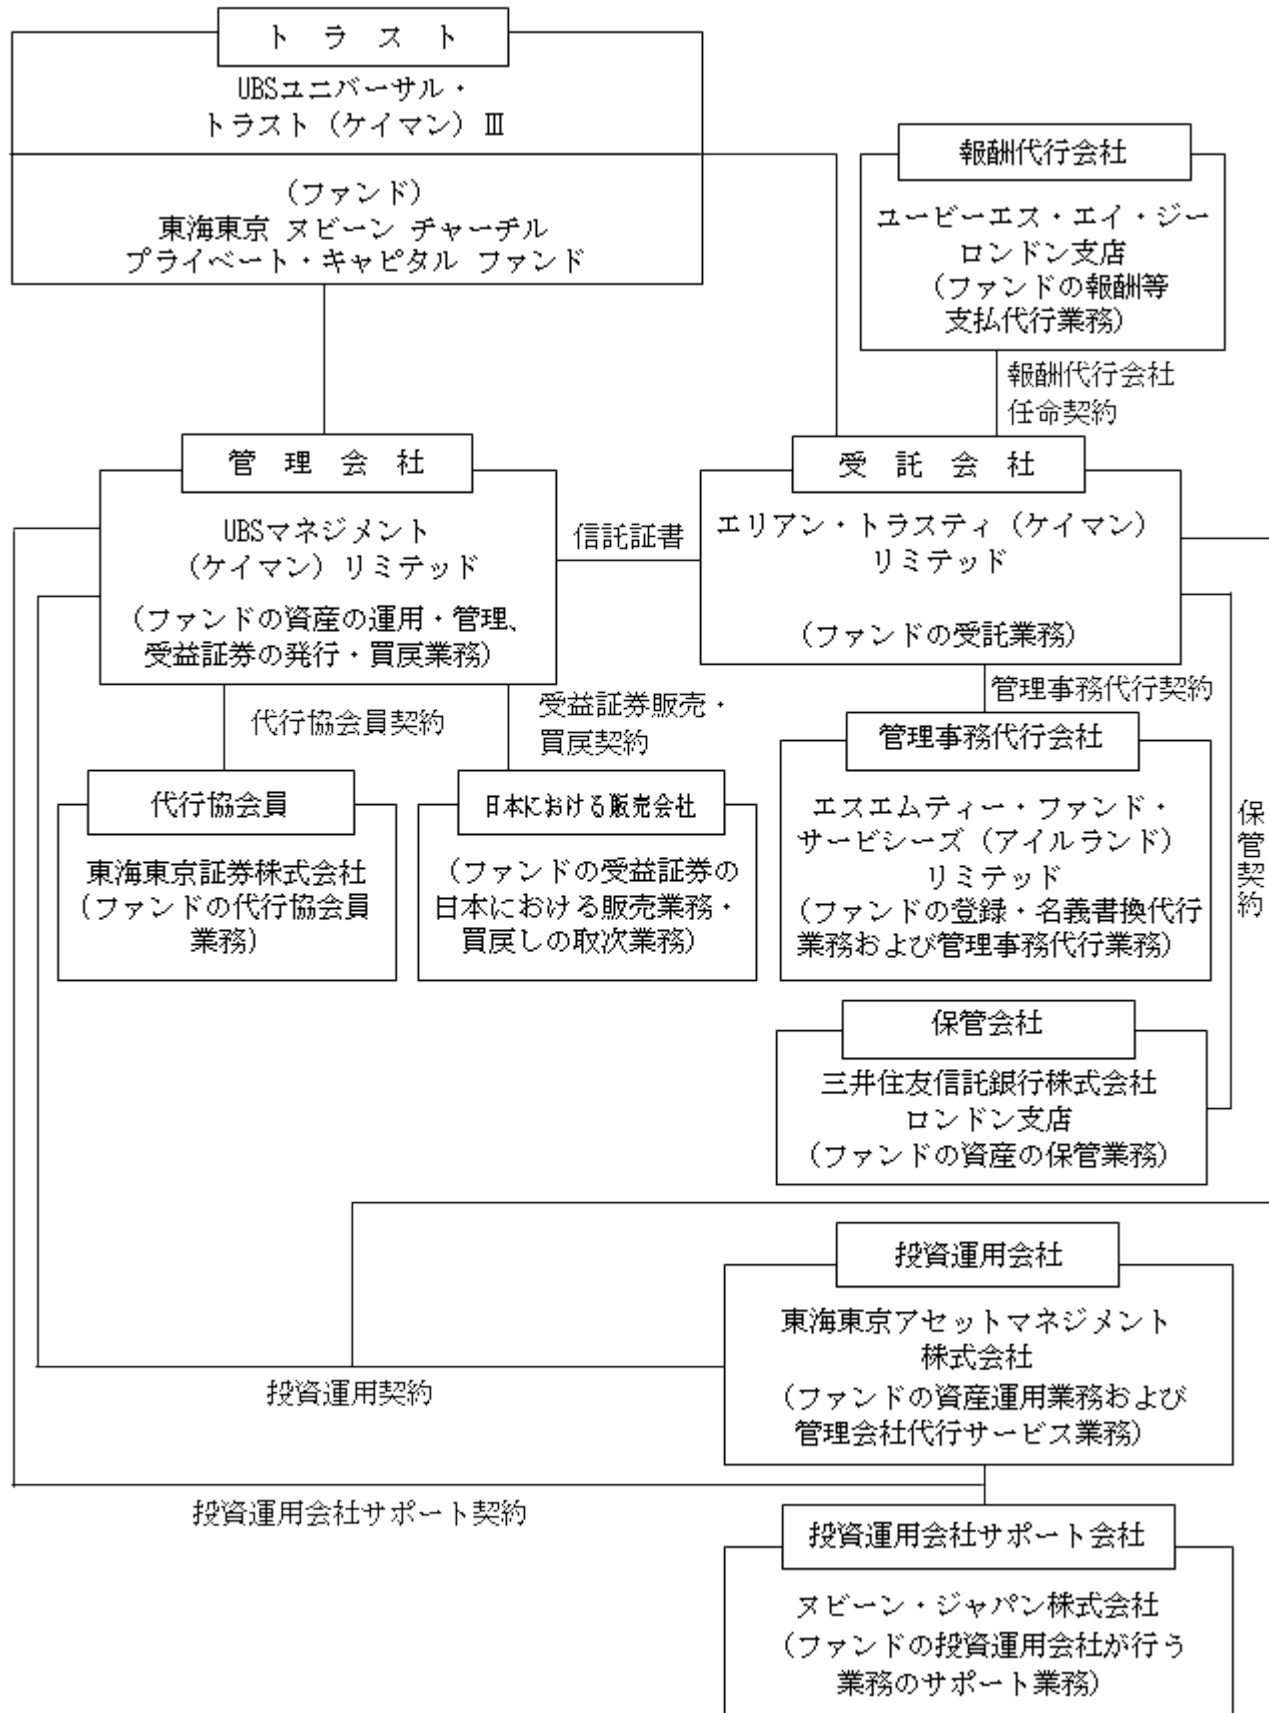 トラスト
UBSユニバーサル・
トラスト（ケイマン）Ⅲ
（ファンド）
東海東京 ヌビーン チャーチル
プライベート・キャピタル ファンド
報酬代行会社
ユービーエス・エイ・ジー
ロンドン支店
（ファンドの報酬等
支払代行業務）
報酬代行会社
任命契約
管理会社
UBSマネジメント
（ケイマン）リミテッド
（ファンドの資産の運用・管理、
受益証券の発行・買戻業務）
信託証書
受託会社
エリアン・トラスティ（ケイマン）
リミテッド
（ファンドの受託業務）
代行協会員契約
受益証券販売・
買戻契約
管理事務代行契約
代行協会員
東海東京証券株式会社
（ファンドの代行協会員
業務）
日本における販売会社
（ファンドの受益証券の
日本における販売業務・
買戻しの取次業務）
管理事務代行会社
エスエムティー・ファンド・
サービシーズ（アイルランド）
リミテッド
（ファンドの登録・名義書換代行
業務および管理事務代行業務）
保管契約
保管会社
三井住友信託銀行株式会社
ロンドン支店
（ファンドの資産の保管業務）
投資運用会社
東海東京アセットマネジメント
株式会社
（ファンドの資産運用業務および
管理会社代行サービス業務）
投資運用契約
投資運用会社サポート契約
投資運用会社サポート会社
ヌビーン・ジャパン株式会社
（ファンドの投資運用会社が行う
業務のサポート業務）